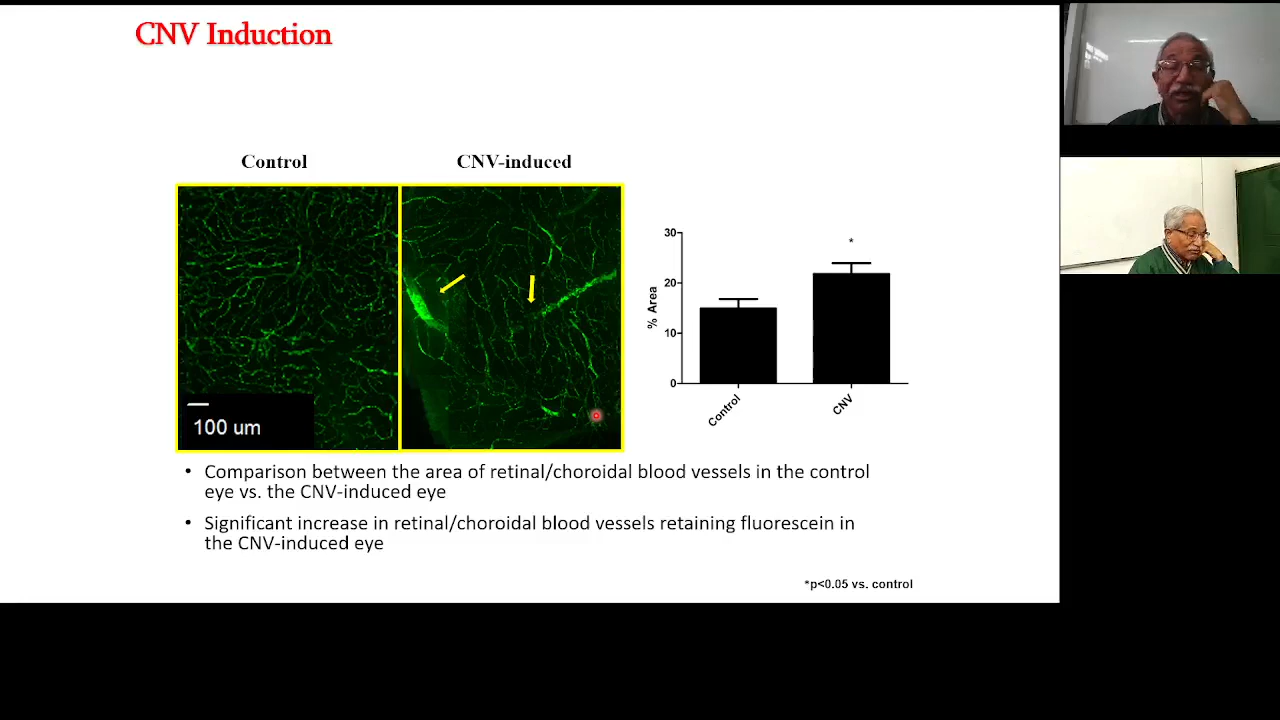 CNV Induction
Control
CNV-induced
100 um
% Area
30
20
10
0
*
Control
CNV
• Comparison between the area of retinal/choroidal blood vessels in the control
eye vs. the CNV-induced eye
• Significant increase in retinal/choroidal blood vessels retaining fluorescein in
the CNV-induced eye
*p<0.05 vs. control